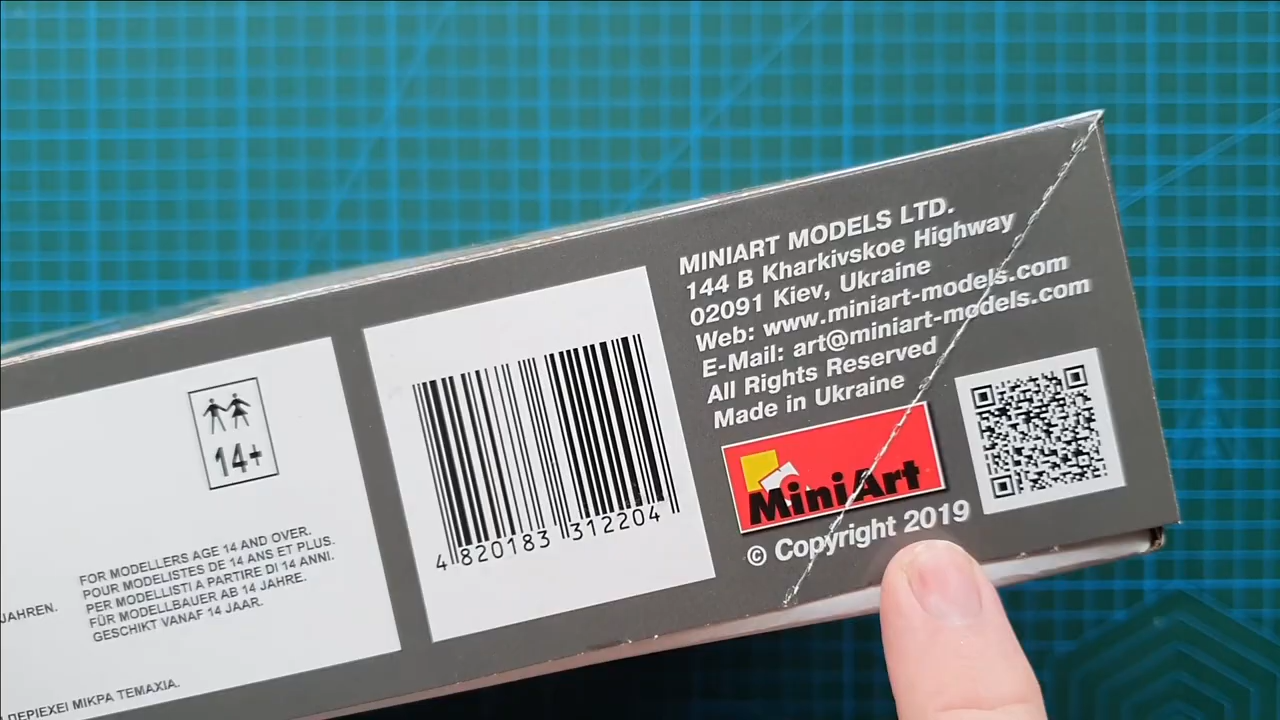 14+
FOR MODELLERS AGE 14 AND OVER.
POUR MODELISTES DE 14 ANS ET PLUS.
PER MODELLISTI A PARTIRE DI 14 ANNI.
FÜR MODELLBAUER AB 14 JAHRE.
GESCHIKT VANAF 14 JAAR.
JAHREN.
ΠΕΡΙΕΧΕΙ ΜΙΚΡΑ ΤΕΜΑΧΙΑ.
4 820183 312204
MINIART MODELS LTD.
144 B Kharkivskoe Highway
02091 Kiev, Ukraine
Web: www.miniart-models.com
E-Mail: art@miniart-models.com
All Rights Reserved
Made in Ukraine
MiniArt
© Copyright 2019